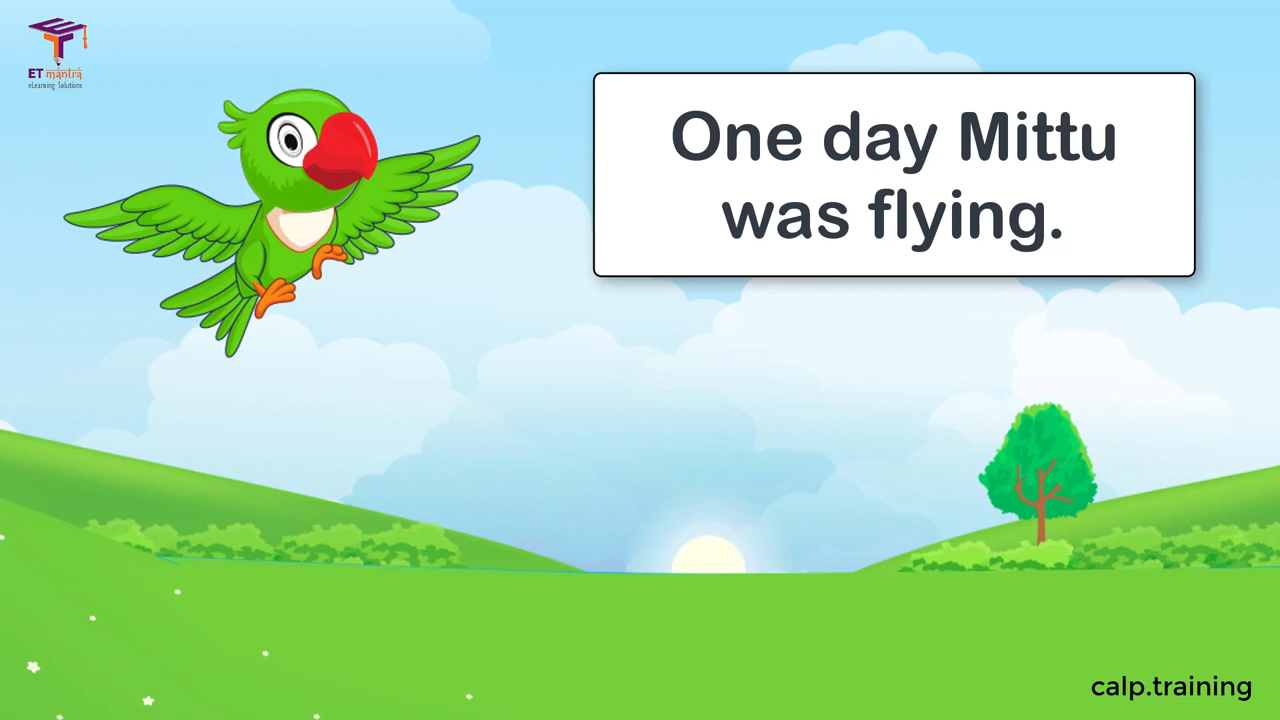 ET mantra
eLearning Solutions
One day Mittu
was flying.
calp.training